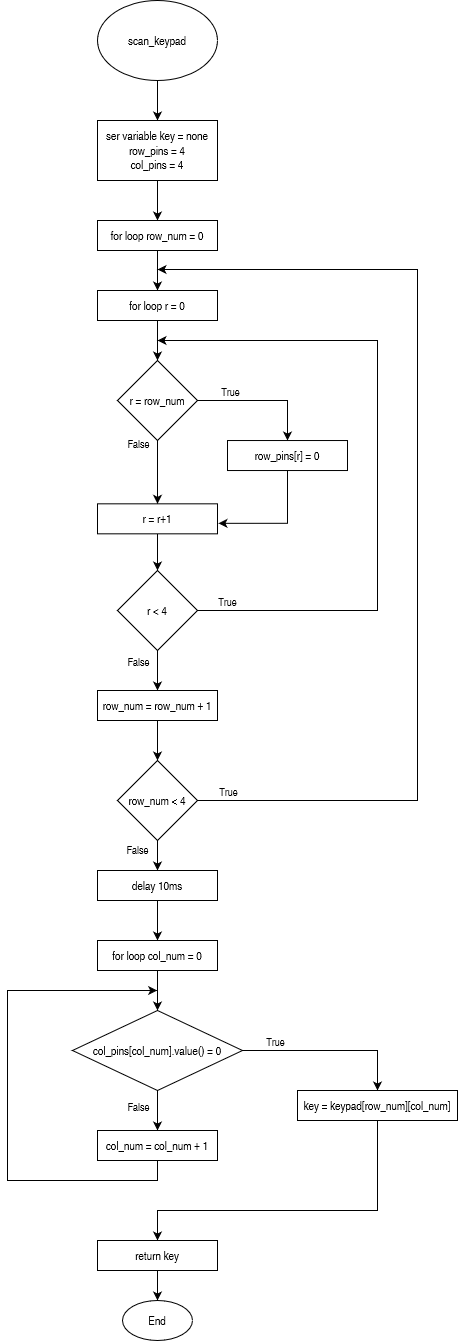 scan_keypad
ser variable key = none
row_pins = 4
col_pins = 4
for loop row_num = 0
for loop r = 0
r = row_num
True
False
row_pins[r] = 0
r = r+1
r < 4
True
False
row_num = row_num + 1
row_num < 4
True
False
delay 10ms
for loop col_num = 0
col_pins[col_num].value() = 0
True
False
key = keypad[row_num][col_num]
col_num = col_num + 1
return key
End